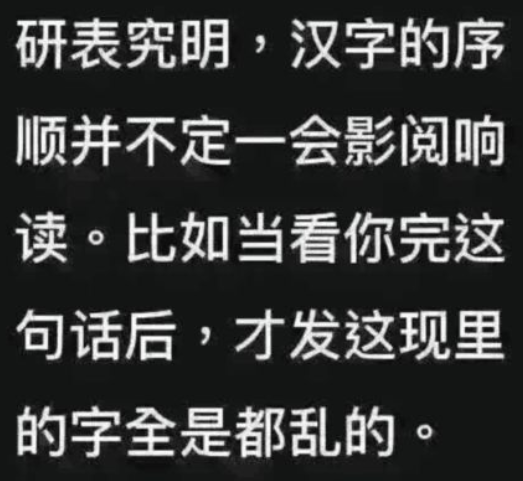 研表究明，汉字的序
顺并不定一会影阅响
读。比如当看你完这
句话后，才发这现里
的字全是都乱的。